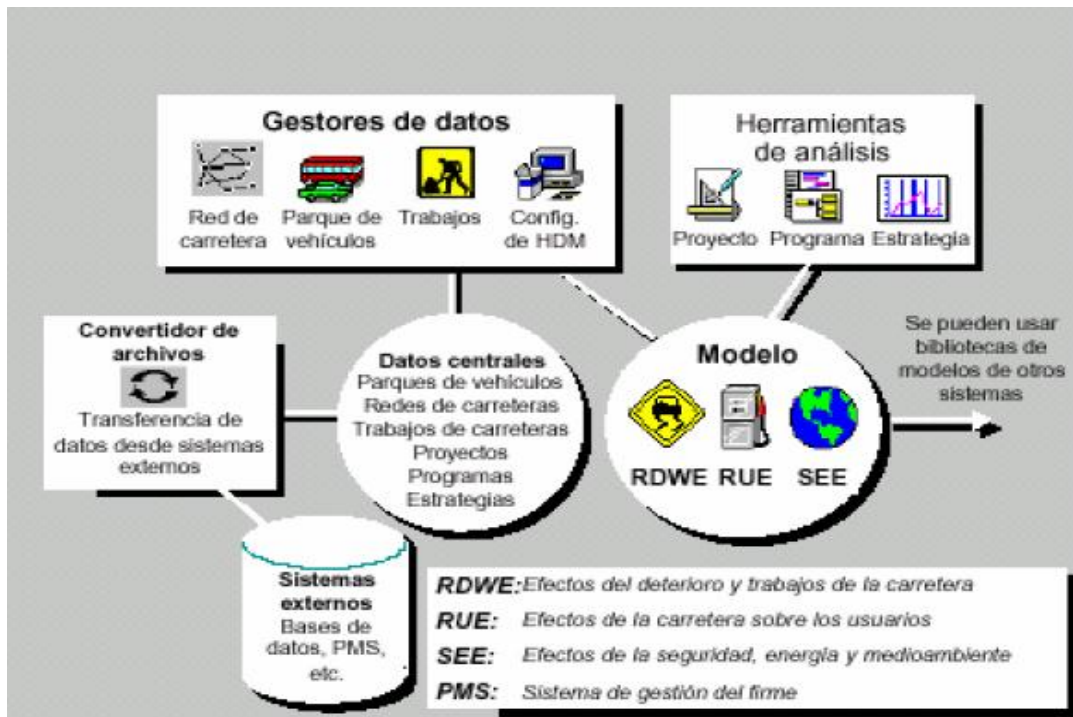 Gestores de datos
Red de
carretera
Parque de
vehículos
Trabajos
Config.
de HDM
Herramientas
de análisis
Proyecto
Programa
Estrategia
Convertidor de
archivos
Transferencia de
datos desde sistemas
externos
Datos centrales
Parques de vehículos
Redes de carreteras
Trabajos de carreteras
Proyectos
Programas
Estrategias
Modelo
RDWE
RUE
SEE
Se pueden usar
bibliotecas de
modelos de otros
sistemas
Sistemas
externos
Bases de
datos, PMS,
etc.
RDWE: Efectos del deterioro y trabajos de la carretera
RUE: Efectos de la carretera sobre los usuarios
SEE: Efectos de la seguridad, energía y medioambiente
PMS: Sistema de gestión del firme